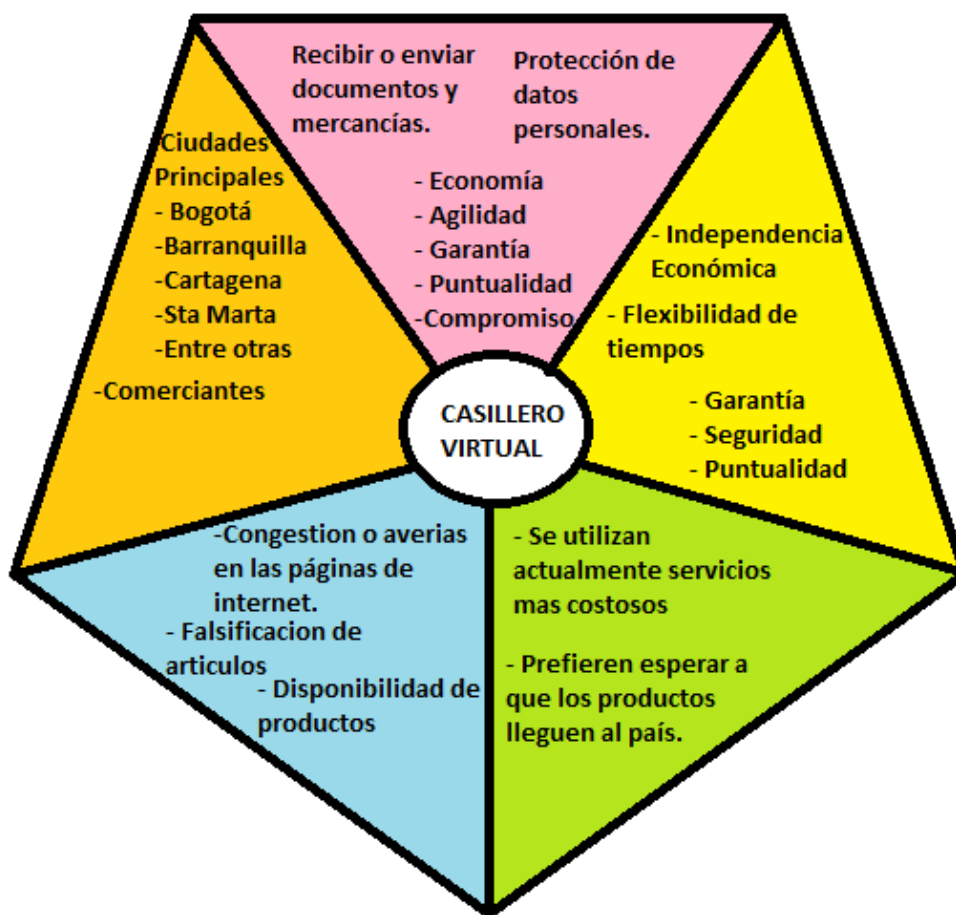 Recibir o enviar
documentos y
mercancías.
Protección de
datos
personales.
- Economía
- Agilidad
- Garantía
- Puntualidad
-Compromiso
Ciudades
Principales
- Bogotá
-Barranquilla
-Cartagena
-Sta Marta
-Entre otras
-Comerciantes
- Independencia
Económica
- Flexibilidad de
tiempos
- Garantía
- Seguridad
- Puntualidad
CASILLERO
VIRTUAL
-Congestion o averias
en las páginas de
internet.
- Falsificacion de
articulos
- Disponibilidad de
productos
- Se utilizan
actualmente servicios
mas costosos
- Prefieren esperar a
que los productos
lleguen al país.